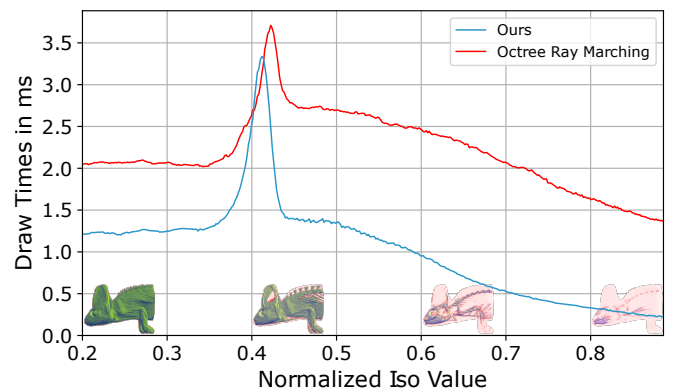 Ours
Octree Ray Marching
Draw Times in ms
3.5
3.0
2.5
2.0
1.5
1.0
0.5
0.0
0.2 0.3 0.4 0.5 0.6 0.7 0.8
Normalized Iso Value